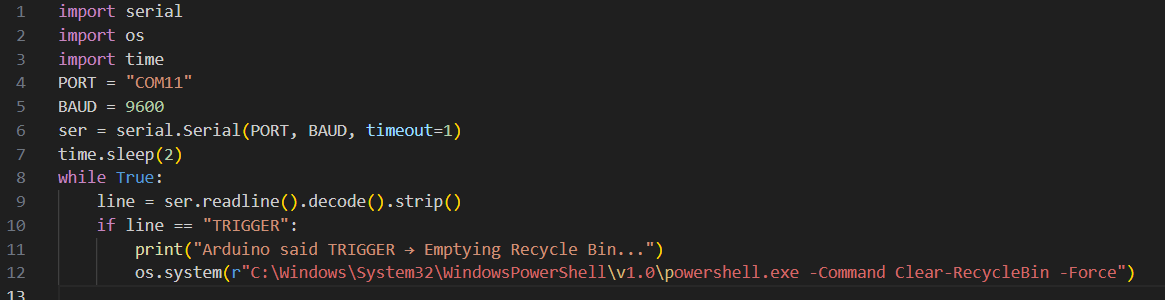 1 import serial
2 import os
3 import time
4 PORT = "COM11"
5 BAUD = 9600
6 ser = serial.Serial(PORT, BAUD, timeout=1)
7 time.sleep(2)
8 while True:
9     line = ser.readline().decode().strip()
10     if line == "TRIGGER":
11         print("Arduino said TRIGGER → Emptying Recycle Bin...")
12         os.system(r"C:\Windows\System32\WindowsPowerShell\v1.0\powershell.exe -Command Clear-RecycleBin -Force")
13